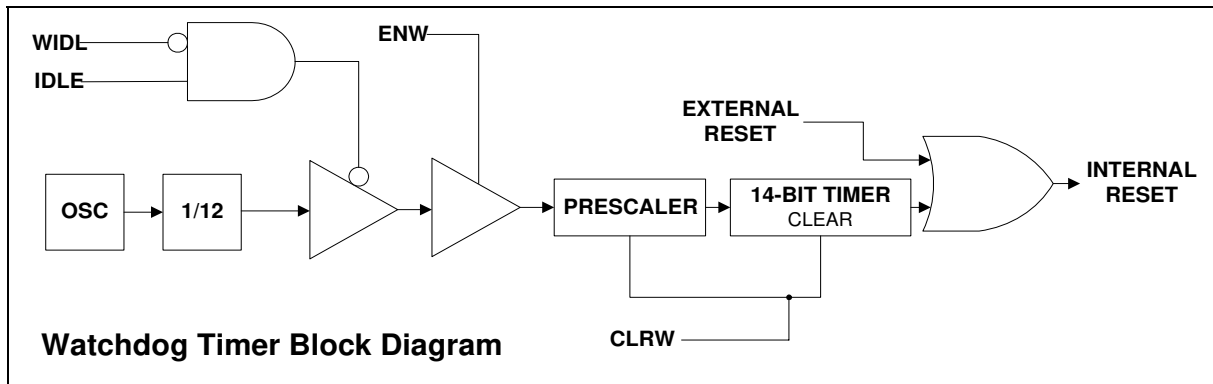 WIDL
IDLE
ENW
EXTERNAL
RESET
OSC
1/12
PRESCALER
14-BIT TIMER
CLEAR
INTERNAL
RESET
CLRW
Watchdog Timer Block Diagram